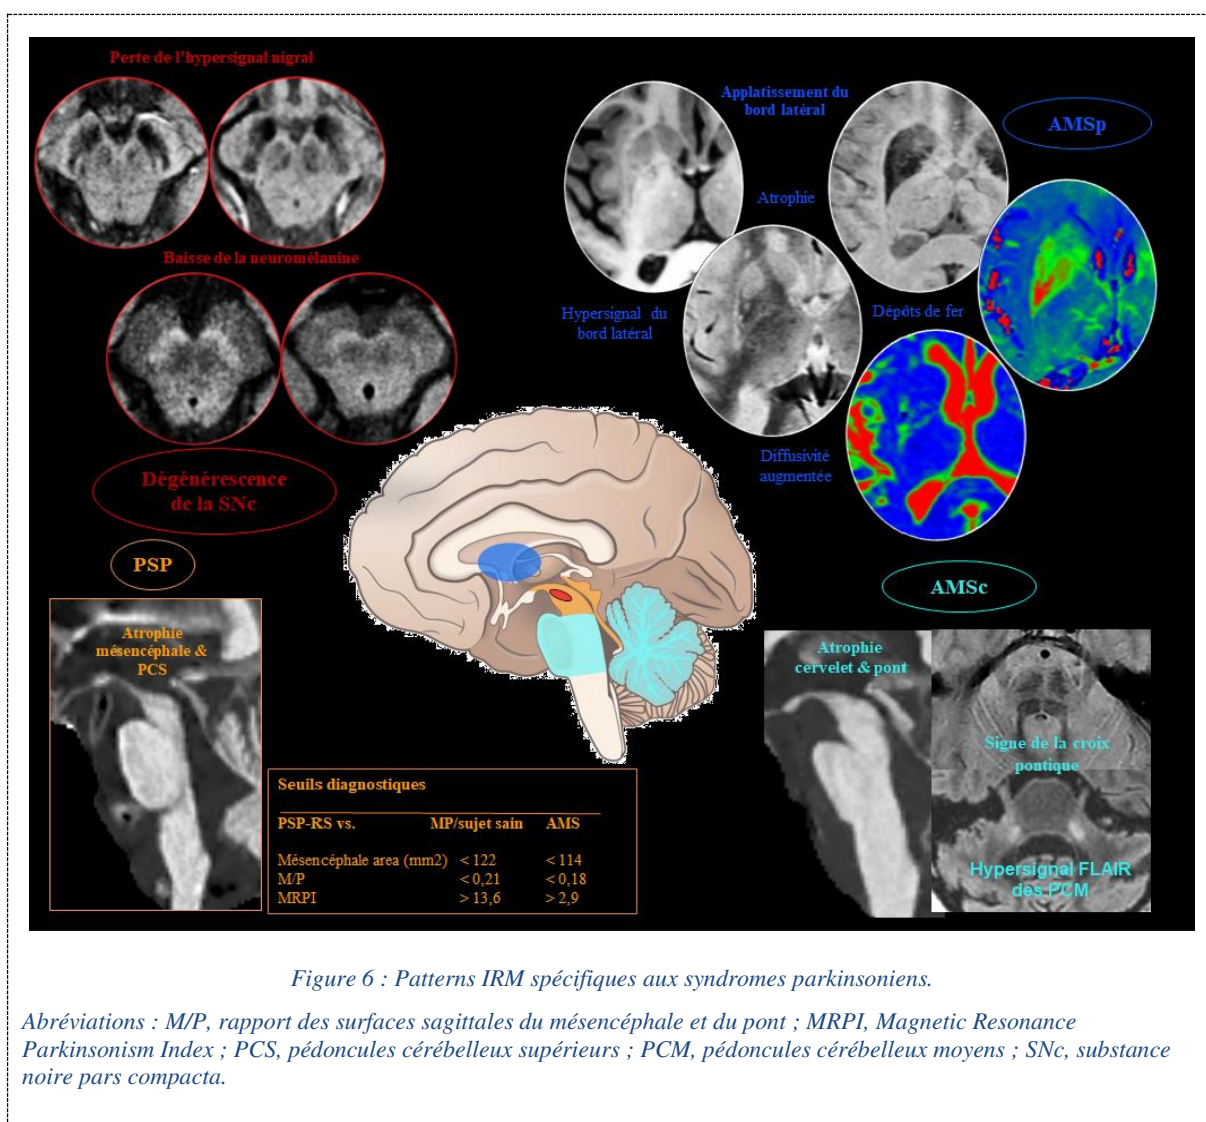 Perte de l'hypersignal nigral
Baisse de la neuromélanine
Dégénérescence
de la SNc
Applatissement du
bord latéral
AMSp
Atrophie
Hypersignal du
bord latéral
Dépôts de fer
Diffusivité
augmentée
PSP
Atrophie
mésencéphale &
PCS
Seuils diagnostiques
PSP-RS vs. MP/sujet sain AMS
Mésencéphale area (mm2) < 122 < 114
M/P < 0,21 < 0,18
MRPI > 13,6 > 2,9
AMSc
Atrophie
cervelet & pont
Signe de la croix
pontique
Hypersignal FLAIR
des PCM
Figure 6 : Patterns IRM spécifiques aux syndromes parkinsoniens.
Abréviations : M/P, rapport des surfaces sagittales du mésencéphale et du pont ; MRPI, Magnetic Resonance
Parkinsonism Index ; PCS, pédoncules cérébelleux supérieurs ; PCM, pédoncules cérébelleux moyens ; SNc, substance
noire pars compacta.